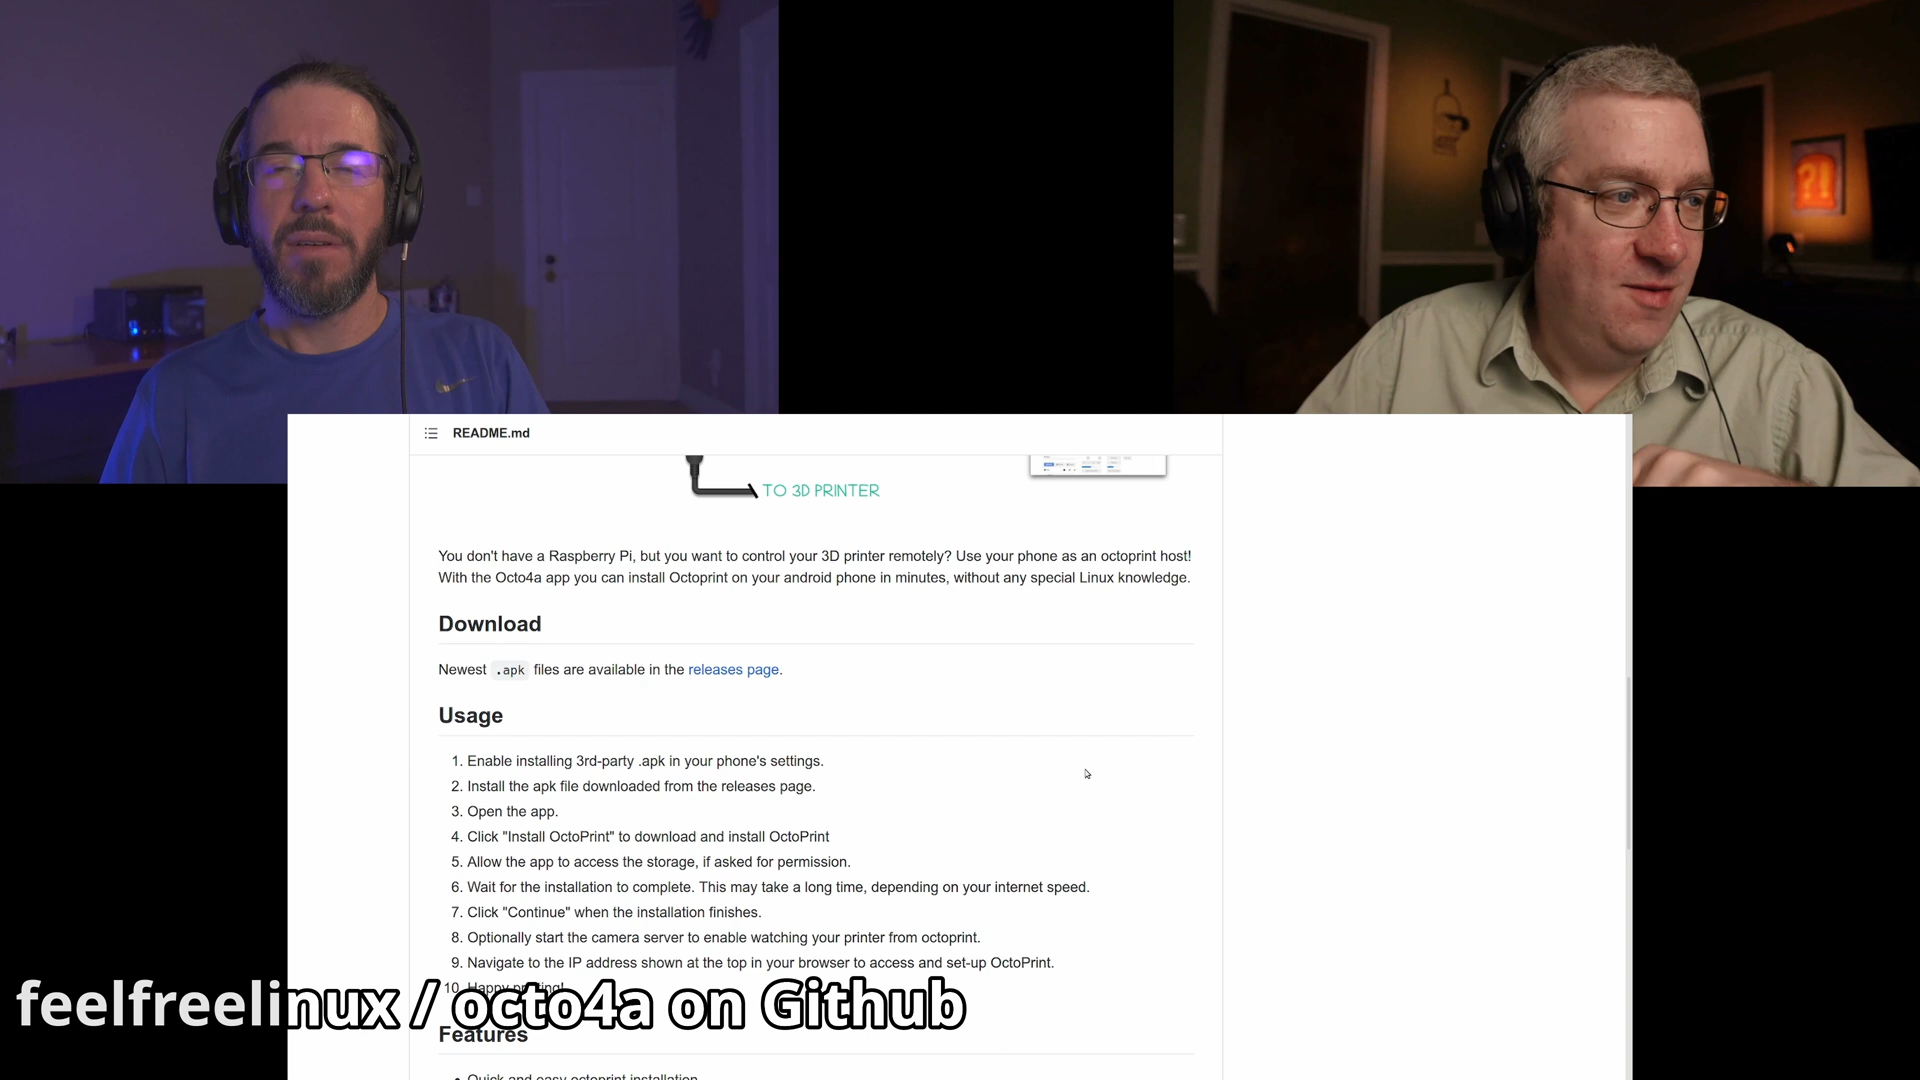 README.md
TO 3D PRINTER
You don't have a Raspberry Pi, but you want to control your 3D printer remotely? Use your phone as an octoprint host!
With the Octo4a app you can install Octoprint on your android phone in minutes, without any special Linux knowledge.
Download
Newest .apk files are available in the releases page.
Usage
1. Enable installing 3rd-party .apk in your phone's settings.
2. Install the apk file downloaded from the releases page.
3. Open the app.
4. Click "Install OctoPrint" to download and install OctoPrint
5. Allow the app to access the storage, if asked for permission.
6. Wait for the installation to complete. This may take a long time, depending on your internet speed.
7. Click "Continue" when the installation finishes.
8. Optionally start the camera server to enable watching your printer from octoprint.
9. Navigate to the IP address shown at the top in your browser to access and set-up OctoPrint.
10. Happy printing!
feelfreelinux / octo4a on Github
Features
• Quick and easy octoprint installation